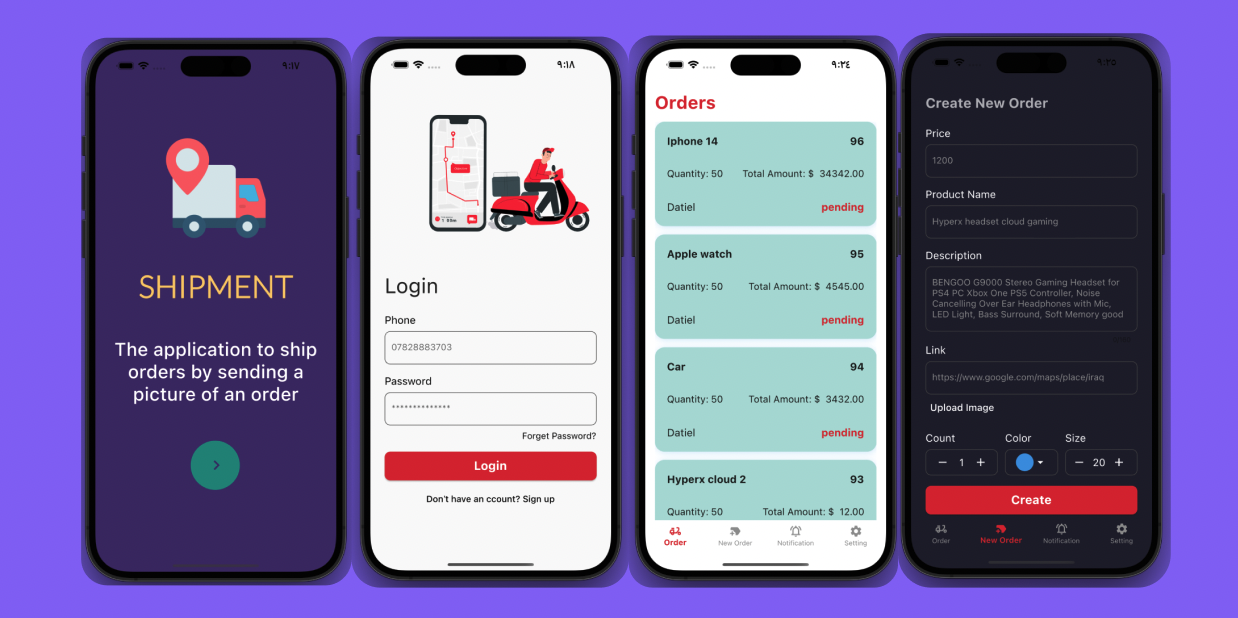 ٩:١٧
SHIPMENT
The application to ship
orders by sending a
picture of an order
٩:١٨
Login
Phone
07828883703
Password
**************
Forget Password?
Login
Don't have an ccount? Sign up
٩:٢٤
Orders
Iphone 14 96
Quantity: 50 Total Amount: $ 34342.00
Datiel pending
Apple watch 95
Quantity: 50 Total Amount: $ 4545.00
Datiel pending
Car 94
Quantity: 50 Total Amount: $ 3432.00
Datiel pending
Hyperx cloud 2 93
Quantity: 50 Total Amount: $ 12.00
Order New Order Notification Setting
٩:٢٥
Create New Order
Price
1200
Product Name
Hyperx headset cloud gaming
Description
BENGOO G9000 Stereo Gaming Headset for
PS4 PC Xbox One PS5 Controller, Noise
Cancelling Over Ear Headphones with Mic,
LED Light, Bass Surround, Soft Memory good
Link
https://www.google.com/maps/place/iraq
Upload Image
Count Color Size
− 1 + − 20 +
Create
Order New Order Notification Setting